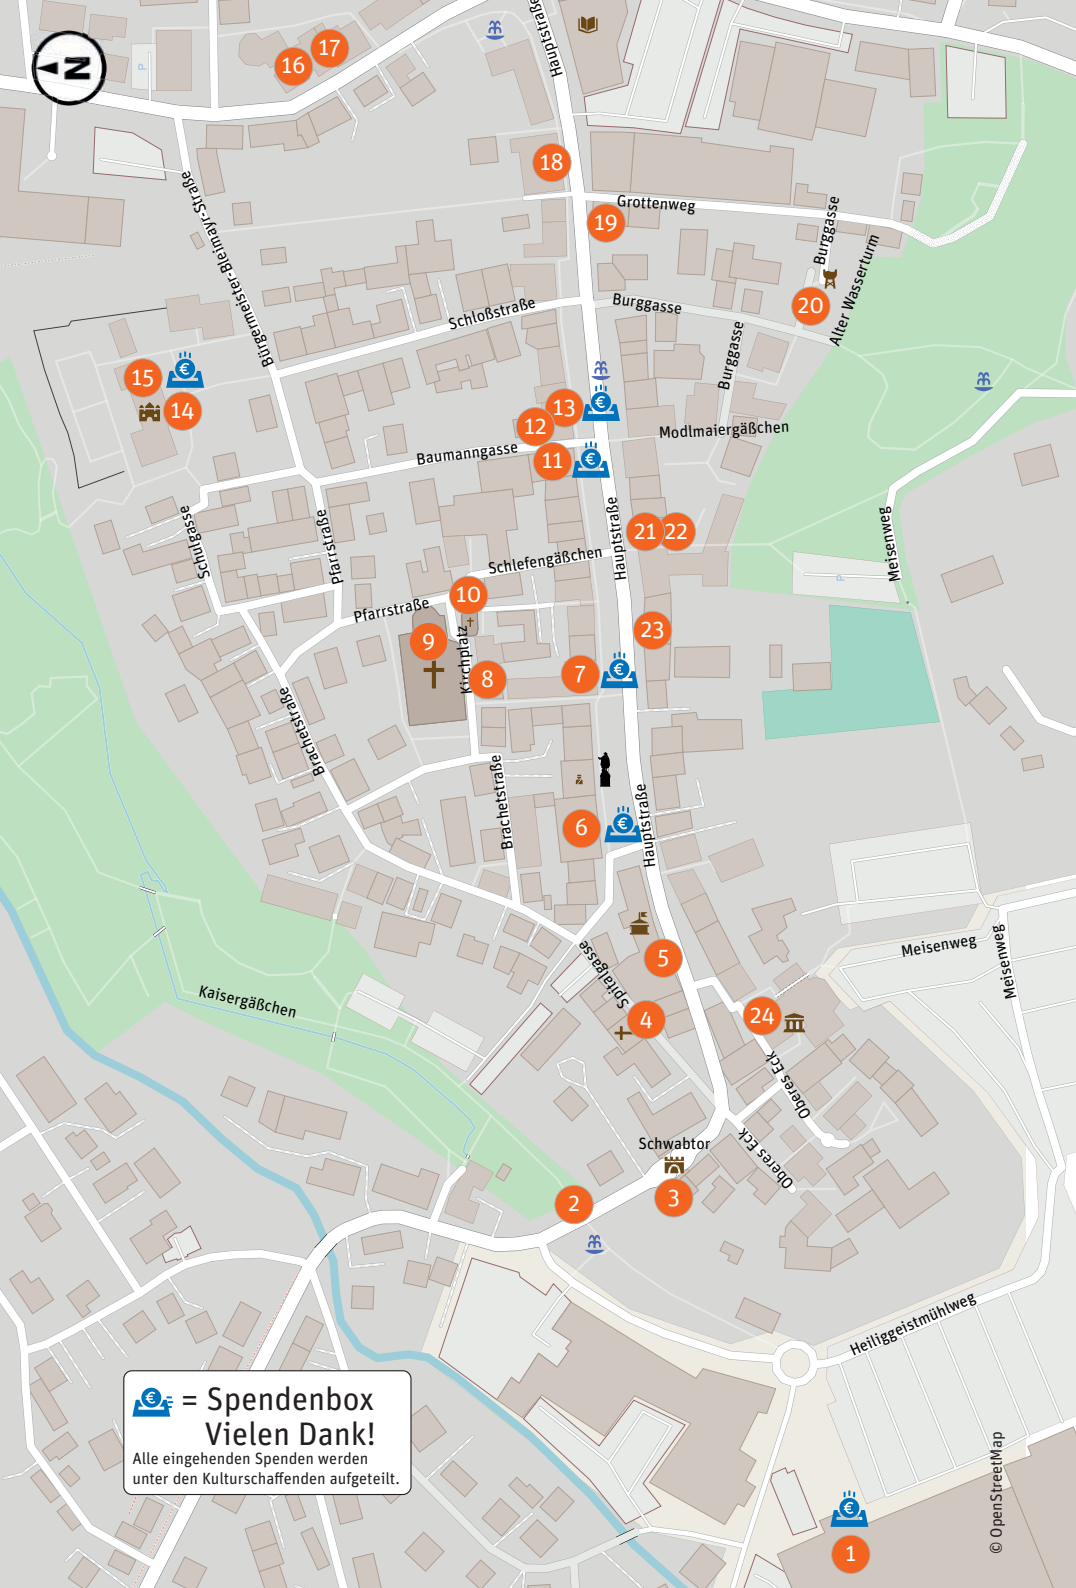 Hauptstraße
17
16
N
P
18
Bürgermeister-Bleimayr-Straße
Grottenweg
19
Burggasse
Alter Wasserturm
20
Schloßstraße
Burggasse
Burggasse
15
€
14
13
€
12
Modlmaiergäßchen
Baumanngasse
11
€
Schulgasse
Pfarrstraße
Hauptstraße
21
22
Meisenweg
Schlefengäßchen
P
10
Pfarrstraße
9
Kirchplatz
23
8
7
€
Brachetstraße
Brachetstraße
6
€
Hauptstraße
Meisenweg
Meisenweg
5
Spitalgasse
Kaisergäßchen
4
24
Oberes Eck
Schwabtor
Oberes Eck
3
2
Heiliggeistmühlweg
€ = Spendenbox
Vielen Dank!
Alle eingehenden Spenden werden
unter den Kulturschaffenden aufgeteilt.
© OpenStreetMap
€
1